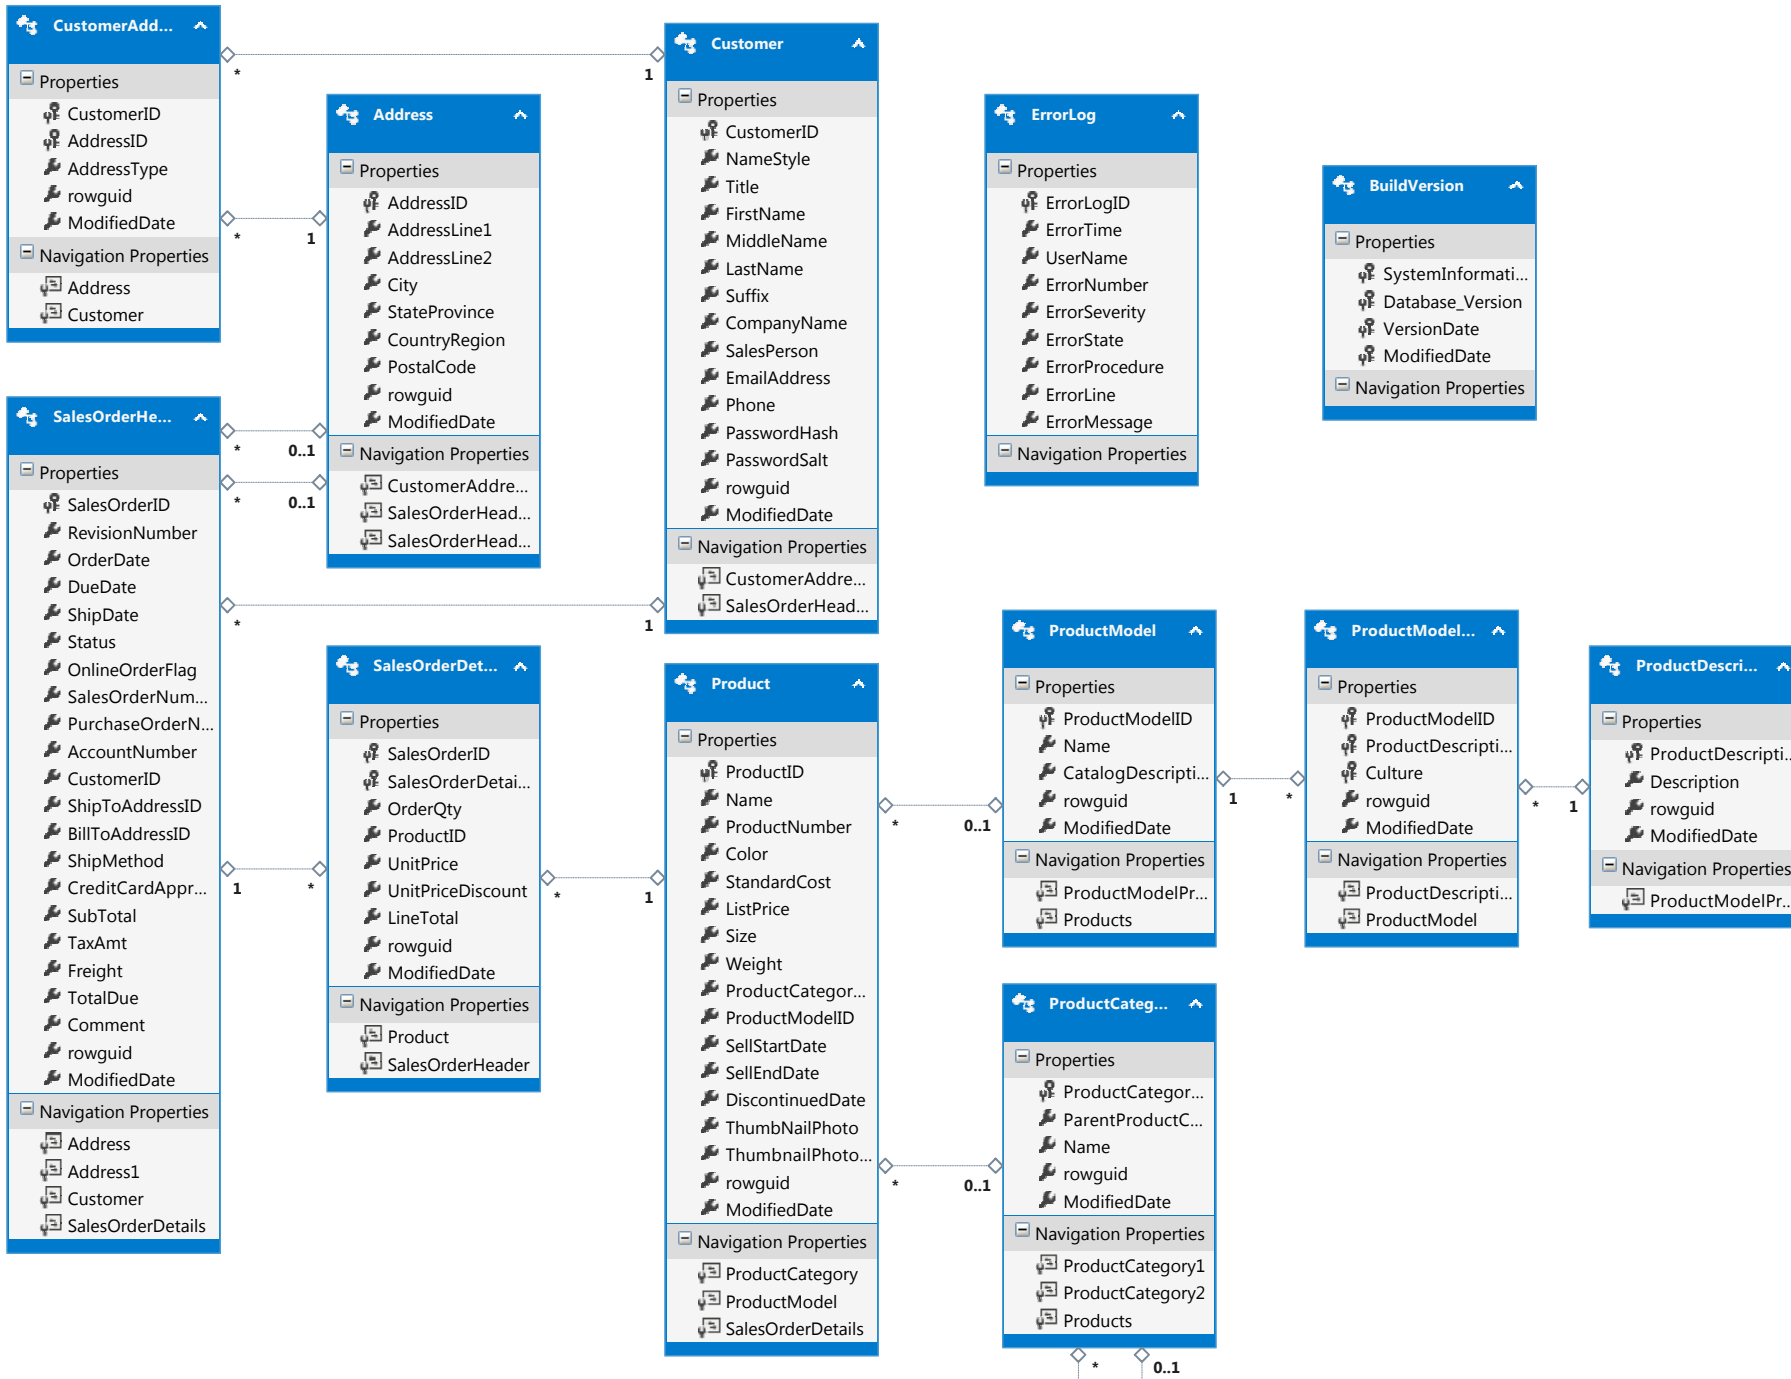 CustomerAdd...
Properties
CustomerID
AddressID
AddressType
rowguid
ModifiedDate
Navigation Properties
Address
Customer
*
1
*
1
Address
Properties
AddressID
AddressLine1
AddressLine2
City
StateProvince
CountryRegion
PostalCode
rowguid
ModifiedDate
Navigation Properties
CustomerAddre...
SalesOrderHead...
SalesOrderHead...
Customer
Properties
CustomerID
NameStyle
Title
FirstName
MiddleName
LastName
Suffix
CompanyName
SalesPerson
EmailAddress
Phone
PasswordHash
PasswordSalt
rowguid
ModifiedDate
Navigation Properties
CustomerAddre...
SalesOrderHead...
ErrorLog
Properties
ErrorLogID
ErrorTime
UserName
ErrorNumber
ErrorSeverity
ErrorState
ErrorProcedure
ErrorLine
ErrorMessage
Navigation Properties
BuildVersion
Properties
SystemInformati...
Database_Version
VersionDate
ModifiedDate
Navigation Properties
SalesOrderHe...
Properties
SalesOrderID
RevisionNumber
OrderDate
DueDate
ShipDate
Status
OnlineOrderFlag
SalesOrderNum...
PurchaseOrderN...
AccountNumber
CustomerID
ShipToAddressID
BillToAddressID
ShipMethod
CreditCardAppr...
SubTotal
TaxAmt
Freight
TotalDue
Comment
rowguid
ModifiedDate
Navigation Properties
Address
Address1
Customer
SalesOrderDetails
*
0..1
*
0..1
*
1
1
*
SalesOrderDet...
Properties
SalesOrderID
SalesOrderDetai...
OrderQty
ProductID
UnitPrice
UnitPriceDiscount
LineTotal
rowguid
ModifiedDate
Navigation Properties
Product
SalesOrderHeader
*
1
Product
Properties
ProductID
Name
ProductNumber
Color
StandardCost
ListPrice
Size
Weight
ProductCategor...
ProductModelID
SellStartDate
SellEndDate
DiscontinuedDate
ThumbNailPhoto
ThumbnailPhoto...
rowguid
ModifiedDate
Navigation Properties
ProductCategory
ProductModel
SalesOrderDetails
*
0..1
*
0..1
ProductModel
Properties
ProductModelID
Name
CatalogDescripti...
rowguid
ModifiedDate
Navigation Properties
ProductModelPr...
Products
1
*
ProductModel...
Properties
ProductModelID
ProductDescripti...
Culture
rowguid
ModifiedDate
Navigation Properties
ProductDescripti...
ProductModel
*
1
ProductDescri...
Properties
ProductDescripti...
Description
rowguid
ModifiedDate
Navigation Properties
ProductModelPr...
ProductCateg...
Properties
ProductCategor...
ParentProductC...
Name
rowguid
ModifiedDate
Navigation Properties
ProductCategory1
ProductCategory2
Products
*
0..1